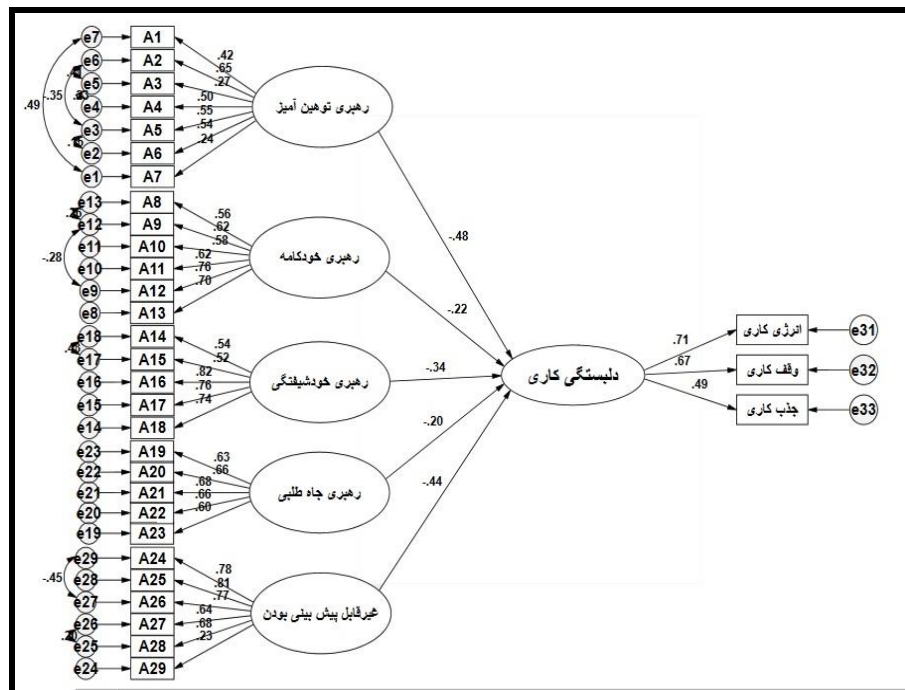 e7 A1 .42
e6 A2 .65
e5 A3 .27
e4 A4 .50
e3 A5 .55
e2 A6 .54
e1 A7 .24
.49
-.35
رهبری توهین آمیز
-.48
e13 A8 .56
e12 A9 .62
e11 A10 .58
e10 A11 .62
e9 A12 .76
e8 A13 .70
-.28
رهبری خودکامه
-.22
e18 A14 .54
e17 A15 .52
e16 A16 .82
e15 A17 .76
e14 A18 .74
رهبری خودشیفتگی
-.34
e23 A19 .63
e22 A20 .66
e21 A21 .68
e20 A22 .66
e19 A23 .60
رهبری جاه طلبی
-.20
e29 A24 .78
e28 A25 .81
e27 A26 .77
e26 A27 .64
e25 A28 .68
e24 A29 .23
-.45
غیرقابل پیش بینی بودن
-.44
دلبستگی کاری
.71 انرژی کاری e31
.67 وقف کاری e32
.49 جذب کاری e33